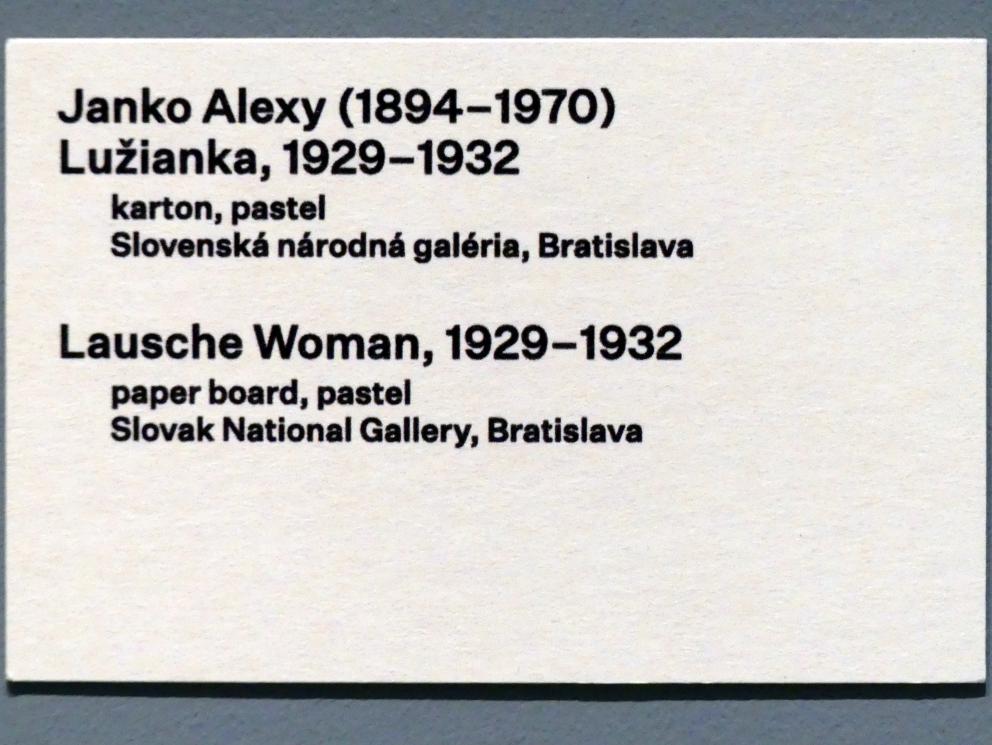 Janko Alexy (1894–1970)
Lužianka, 1929–1932
karton, pastel
Slovenská národná galéria, Bratislava
Lausche Woman, 1929–1932
paper board, pastel
Slovak National Gallery, Bratislava